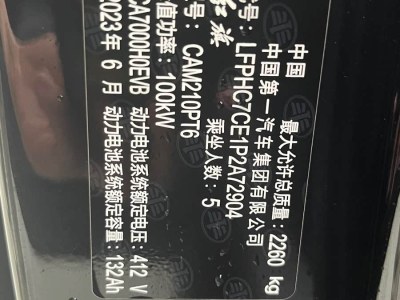 中国第一汽车集团有限公司
中国 最大允许总质量：2260 kg
号：LFPHC7CE1P2A72904
红旗 乘坐人数：5
号：CAM210PT6
值功率：100kW
CA7000H0EVB 动力电池系统额定电压：412 V
2023年 6月 动力电池系统额定容量：132Ah